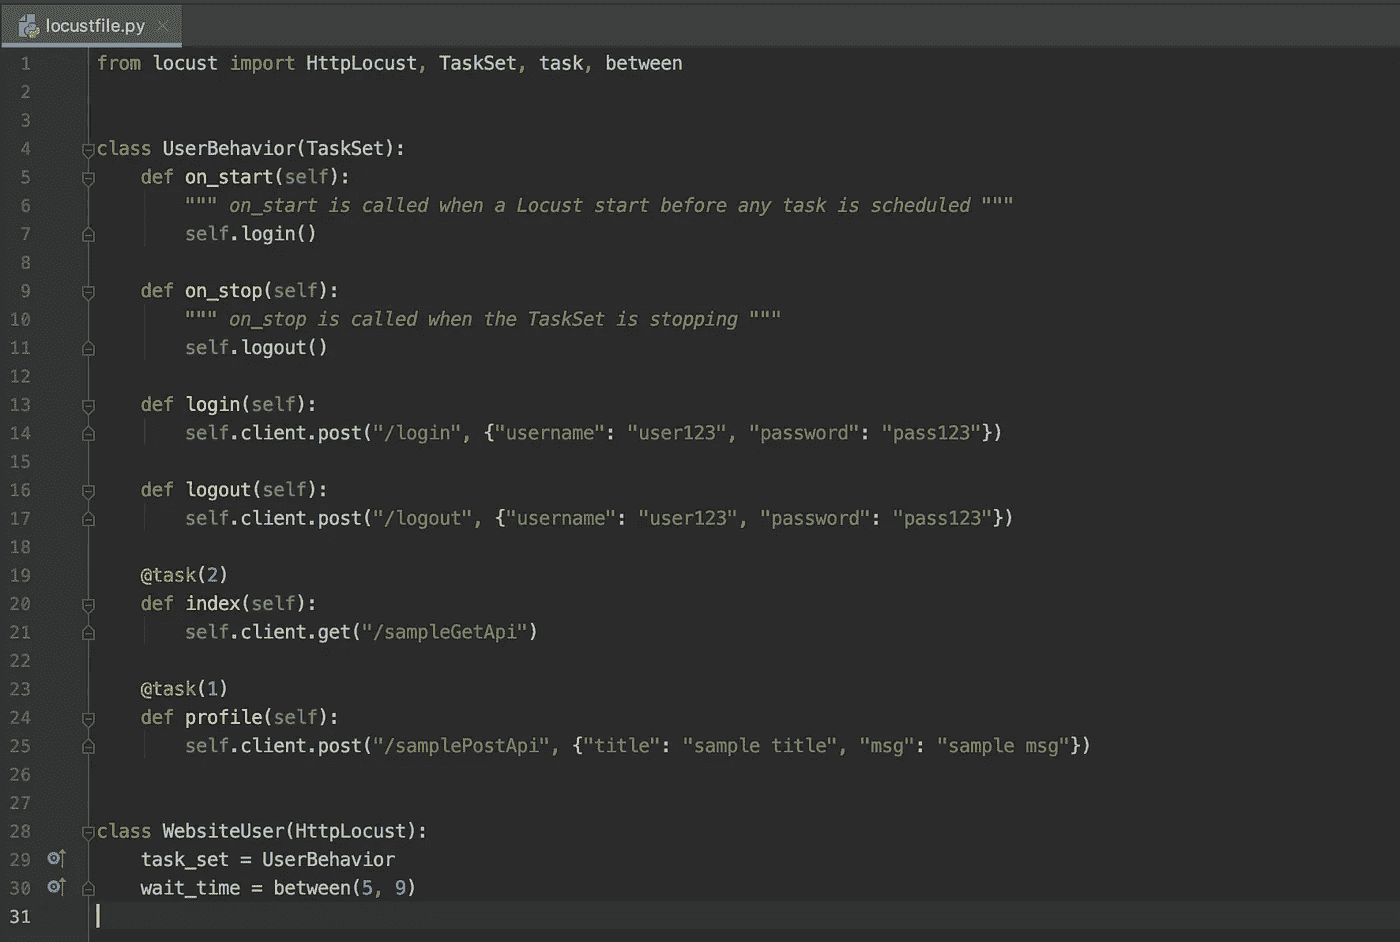 locustfile.py
1 from locust import HttpLocust, TaskSet, task, between
2
3
4 class UserBehavior(TaskSet):
5     def on_start(self):
6         """ on_start is called when a Locust start before any task is scheduled """
7         self.login()
8
9     def on_stop(self):
10         """ on_stop is called when the TaskSet is stopping """
11         self.logout()
12
13     def login(self):
14         self.client.post("/login", {"username": "user123", "password": "pass123"})
15
16     def logout(self):
17         self.client.post("/logout", {"username": "user123", "password": "pass123"})
18
19     @task(2)
20     def index(self):
21         self.client.get("/sampleGetApi")
22
23     @task(1)
24     def profile(self):
25         self.client.post("/samplePostApi", {"title": "sample title", "msg": "sample msg"})
26
27
28 class WebsiteUser(HttpLocust):
29     task_set = UserBehavior
30     wait_time = between(5, 9)
31